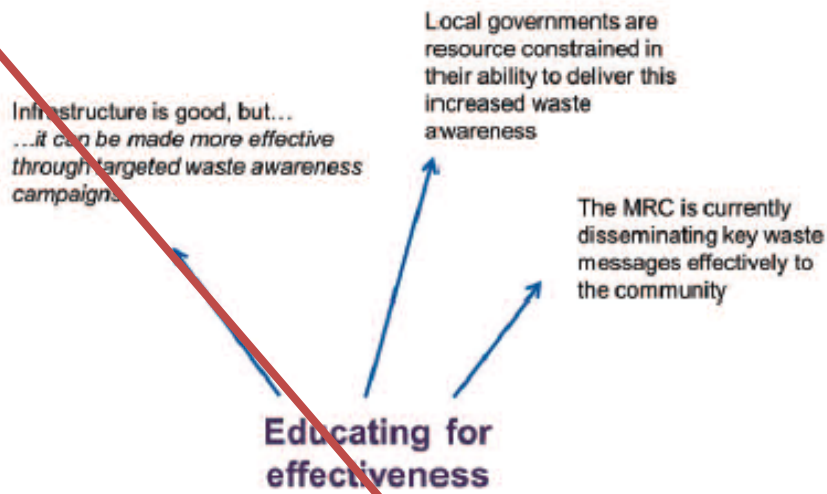 Local governments are
resource constrained in
their ability to deliver this
increased waste
awareness
Infrastructure is good, but…
…it can be made more effective
through targeted waste awareness
campaigns
The MRC is currently
disseminating key waste
messages effectively to
the community
Educating for
effectiveness